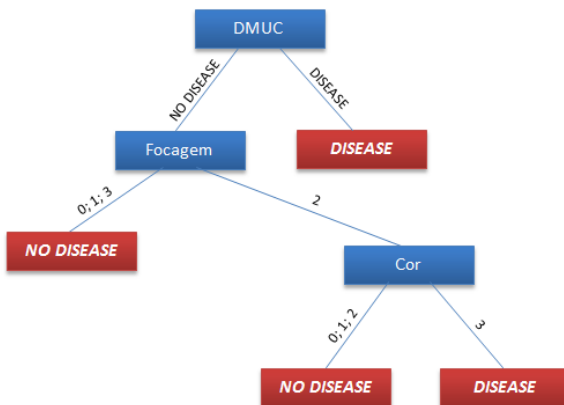 DMUC
NO DISEASE
DISEASE
Focagem
DISEASE
0; 1; 3
2
NO DISEASE
Cor
0; 1; 2
3
NO DISEASE
DISEASE